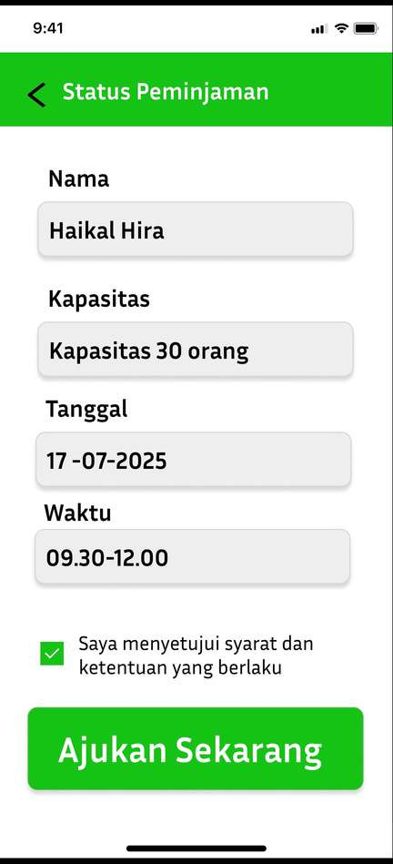 9:41
Status Peminjaman
Nama
Haikal Hira
Kapasitas
Kapasitas 30 orang
Tanggal
17 -07-2025
Waktu
09.30-12.00
Saya menyetujui syarat dan
ketentuan yang berlaku
Ajukan Sekarang